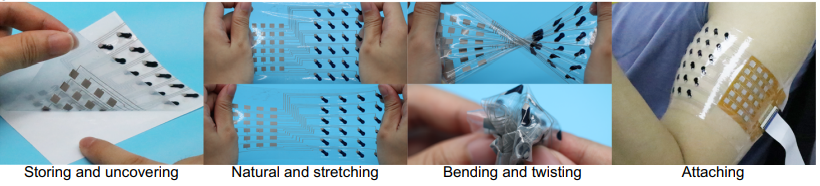 Storing and uncovering
Natural and stretching
Bending and twisting
Attaching